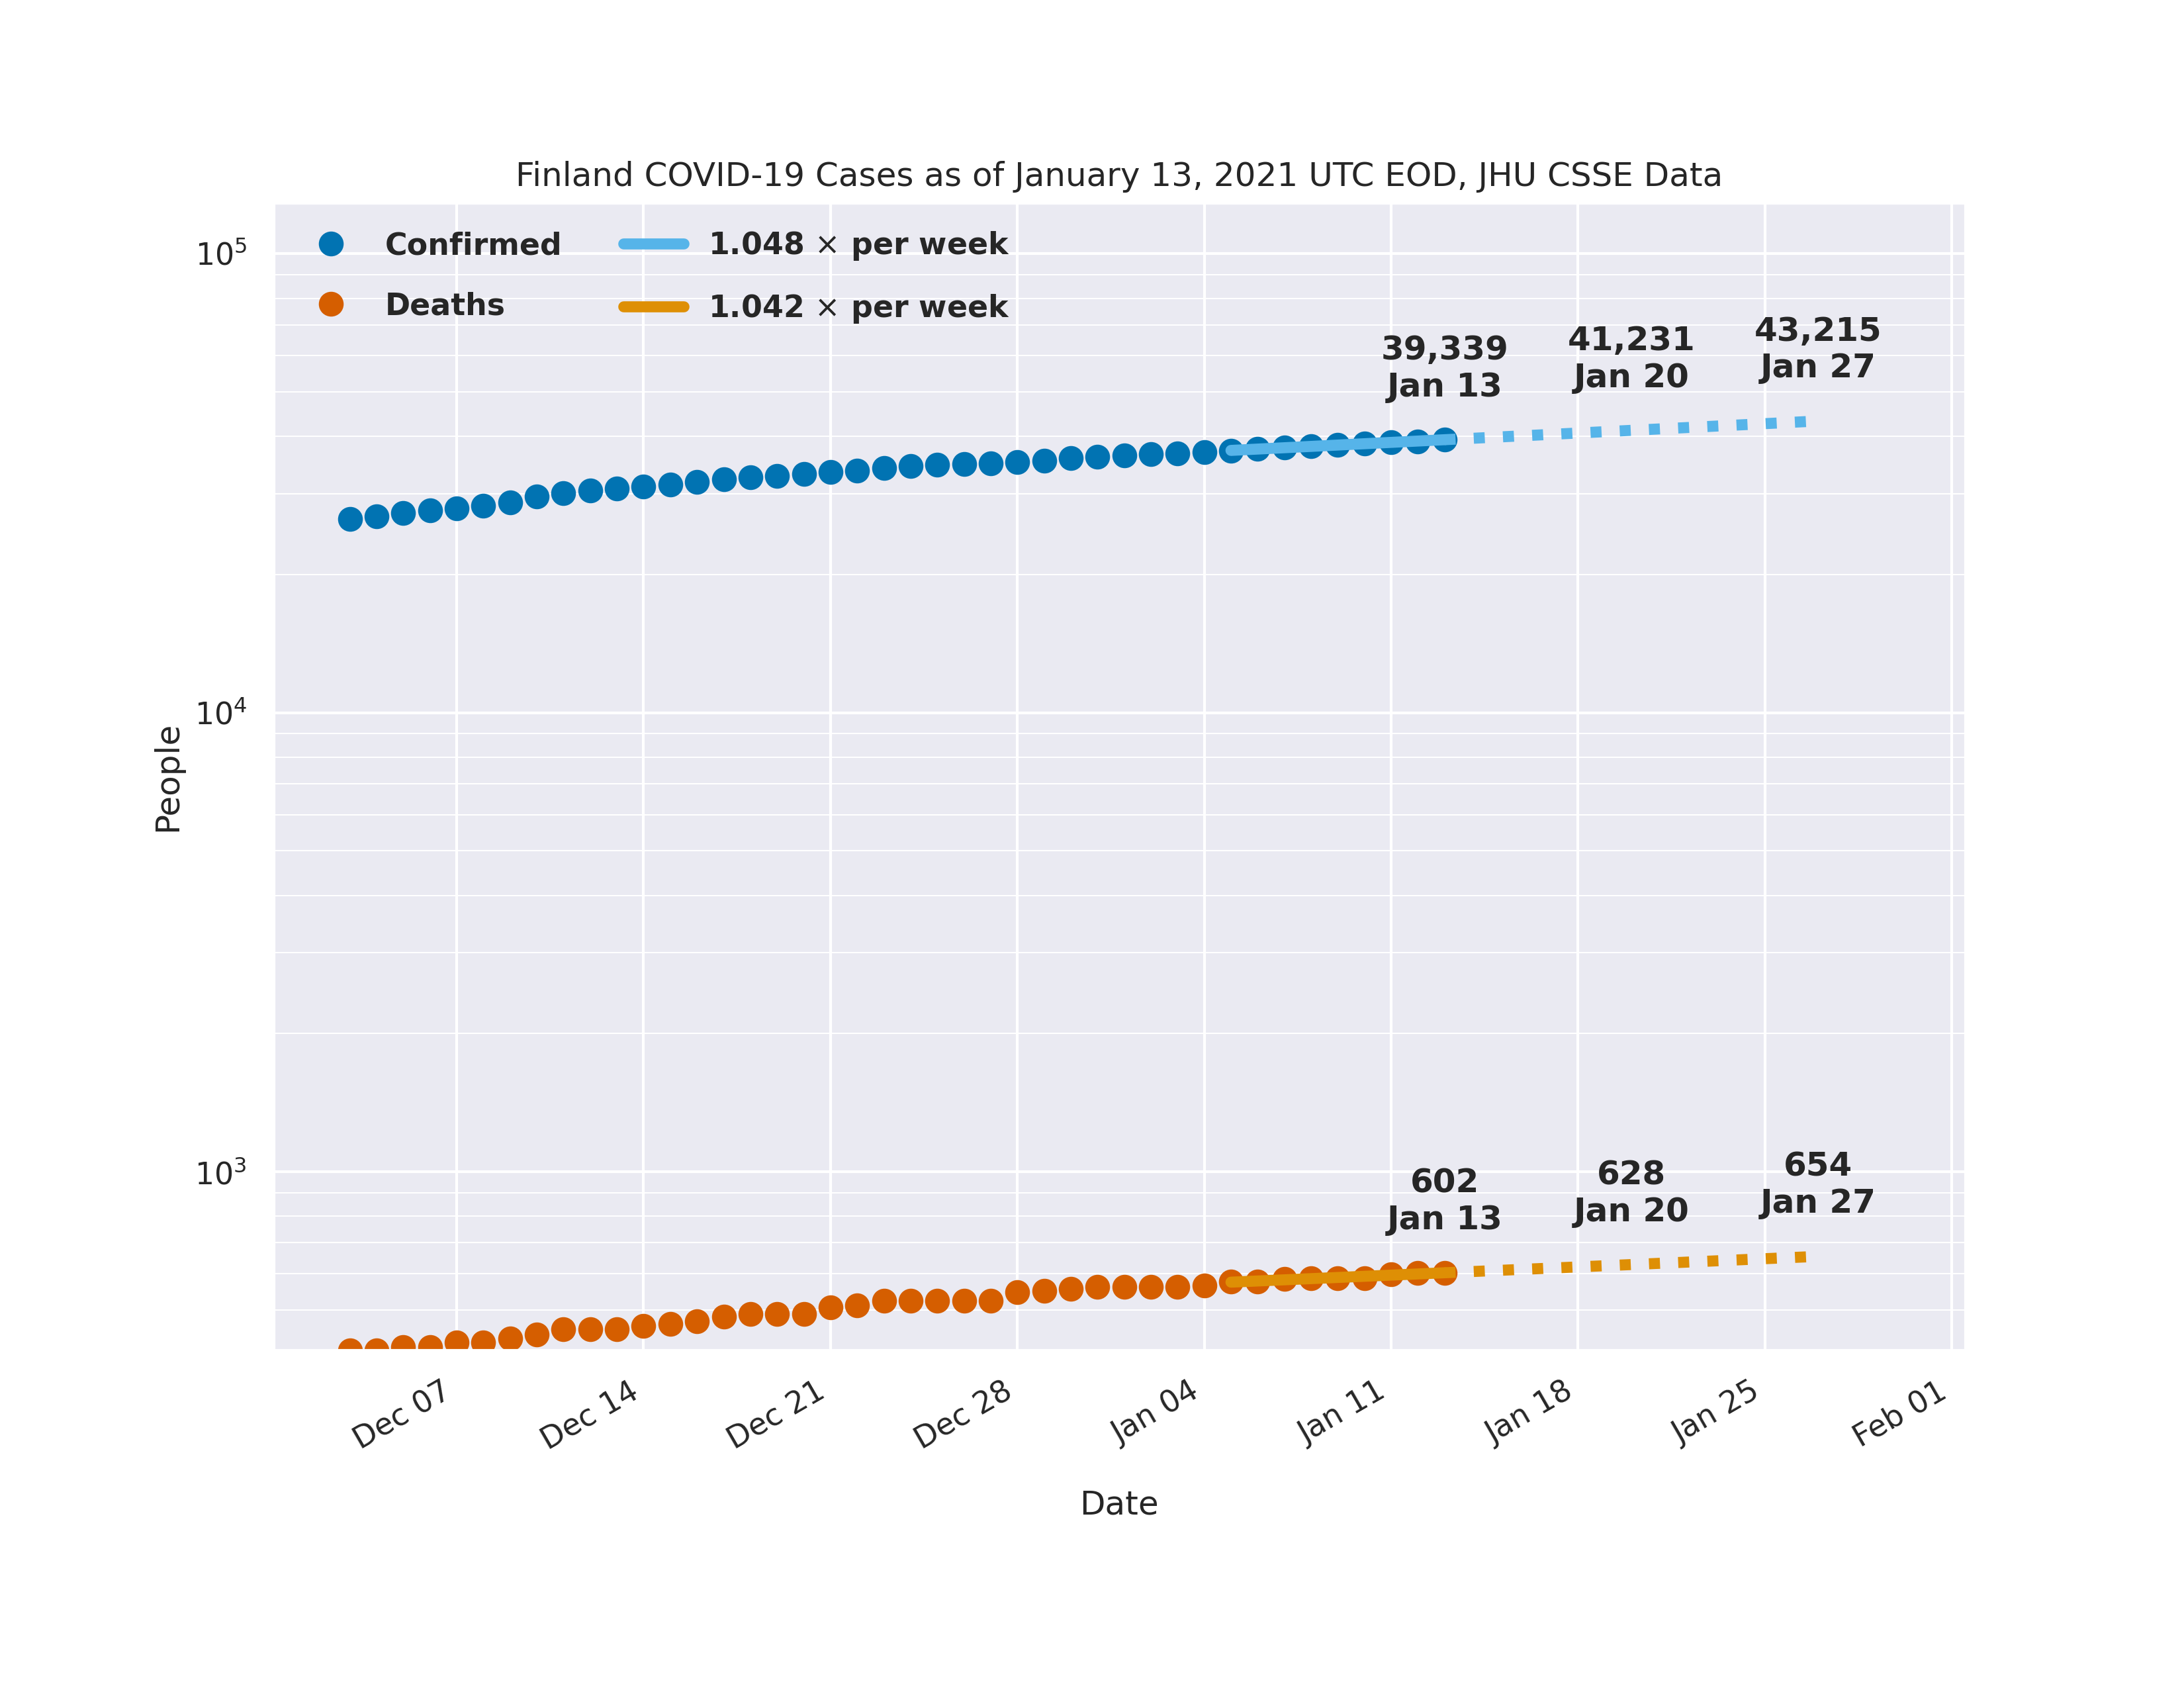 Finland COVID-19 Cases as of January 13, 2021 UTC EOD, JHU CSSE Data
Confirmed
Deaths
1.048 × per week
1.042 × per week
39,339
Jan 13
41,231
Jan 20
43,215
Jan 27
602
Jan 13
628
Jan 20
654
Jan 27
10⁵
10⁴
10³
People
Dec 07
Dec 14
Dec 21
Dec 28
Jan 04
Jan 11
Jan 18
Jan 25
Feb 01
Date